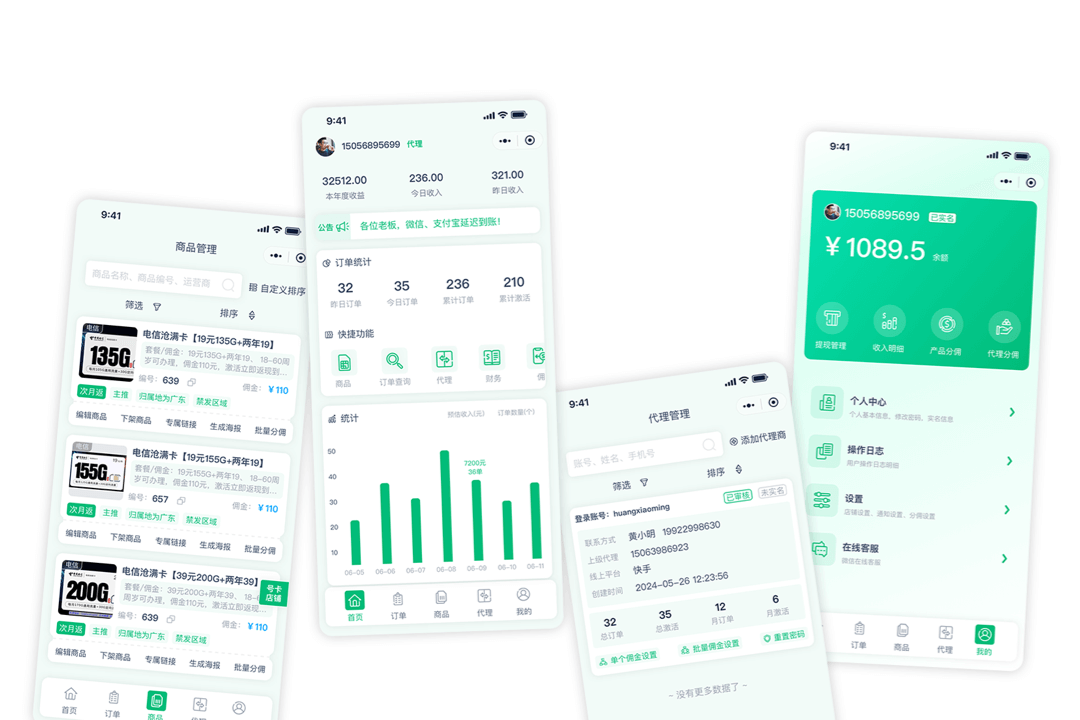 9:41
商品管理
商品名称、商品编号、运营商
自定义排序
筛选
排序
电信
135G
电信沧满卡【19元135G+两年19】
套餐/佣金：19元135G+两年19、18-60周
岁可办理，佣金110元，激活立即返现到...
编号：639
佣金：
¥110
次月返
主推
归属地为广东
禁发区域
编辑商品
下架商品
专属链接
生成海报
批量分佣
电信
155G
电信沧满卡【19元155G+两年19】
套餐/佣金：19元155G+两年19、18-60周
岁可办理，佣金110元，激活立即返现到...
编号：657
佣金：
¥110
次月返
主推
归属地为广东
禁发区域
编辑商品
下架商品
专属链接
生成海报
批量分佣
电信
200G
电信沧满卡【39元200G+两年39】
套餐/佣金：39元200G+两年39、18-6
周岁可办理，佣金110元，激活立即返现...
编号：639
佣金：
¥110
号卡
店铺
次月返
主推
归属地为广东
禁发区域
编辑商品
下架商品
专属链接
生成海报
批量分佣
首页
订单
商品
9:41
15056895699
代理
32512.00
236.00
321.00
本年度收益
今日收入
昨日收入
公告
各位老板，微信、支付宝延迟到账！
订单统计
32
35
236
210
昨日订单
今日订单
累计订单
累计激活
快捷功能
商品
订单查询
代理
财务
佣
统计
预估收入(元)
订单数量(个)
50
40
30
20
10
7200元
36单
06-05
06-06
06-07
06-08
06-09
06-10
06-11
首页
订单
商品
代理
我的
9:41
代理管理
账号、姓名、手机号
添加代理商
筛选
排序
登录账号：huangxiaoming
已审核
未实名
联系方式
黄小明
19922998630
上级代理
15063986923
线上平台
快手
创建时间
2024-05-26 12:23:56
32
35
12
6
总订单
总激活
月订单
月激活
单个佣金设置
批量佣金设置
重置密码
~ 没有更多数据了 ~
9:41
15056895699
已实名
¥1089.5
余额
提现管理
收入明细
产品分佣
代理分佣
个人中心
个人基本信息、修改密码、实名信息
操作日志
用户操作日志明细
设置
店铺设置、通知设置、分佣设置
在线客服
微信在线客服
订单
商品
代理
我的